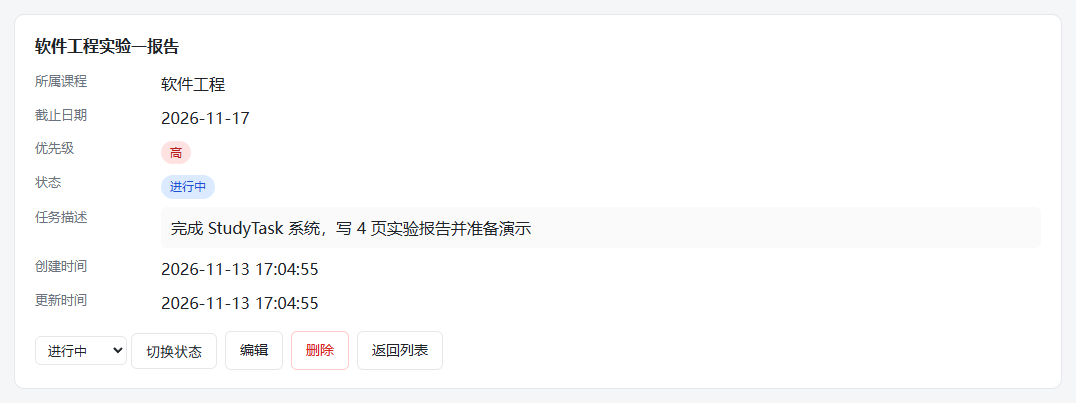 软件工程实验一报告
所属课程 软件工程
截止日期 2026-11-17
优先级 高
状态 进行中
任务描述 完成 StudyTask 系统，写 4 页实验报告并准备演示
创建时间 2026-11-13 17:04:55
更新时间 2026-11-13 17:04:55
进行中 切换状态 编辑 删除 返回列表